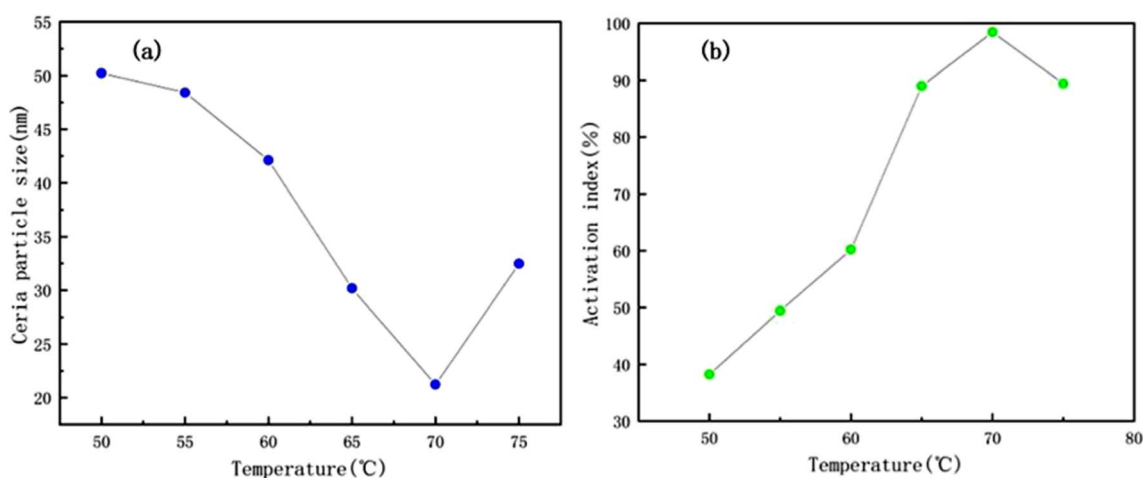 (a)
Ceria particle size(nm)
55
50
45
40
35
30
25
20
50 55 60 65 70 75
Temperature(℃)
(b)
Activation index(%)
100
90
80
70
60
50
40
30
50 60 70 80
Temperature(℃)